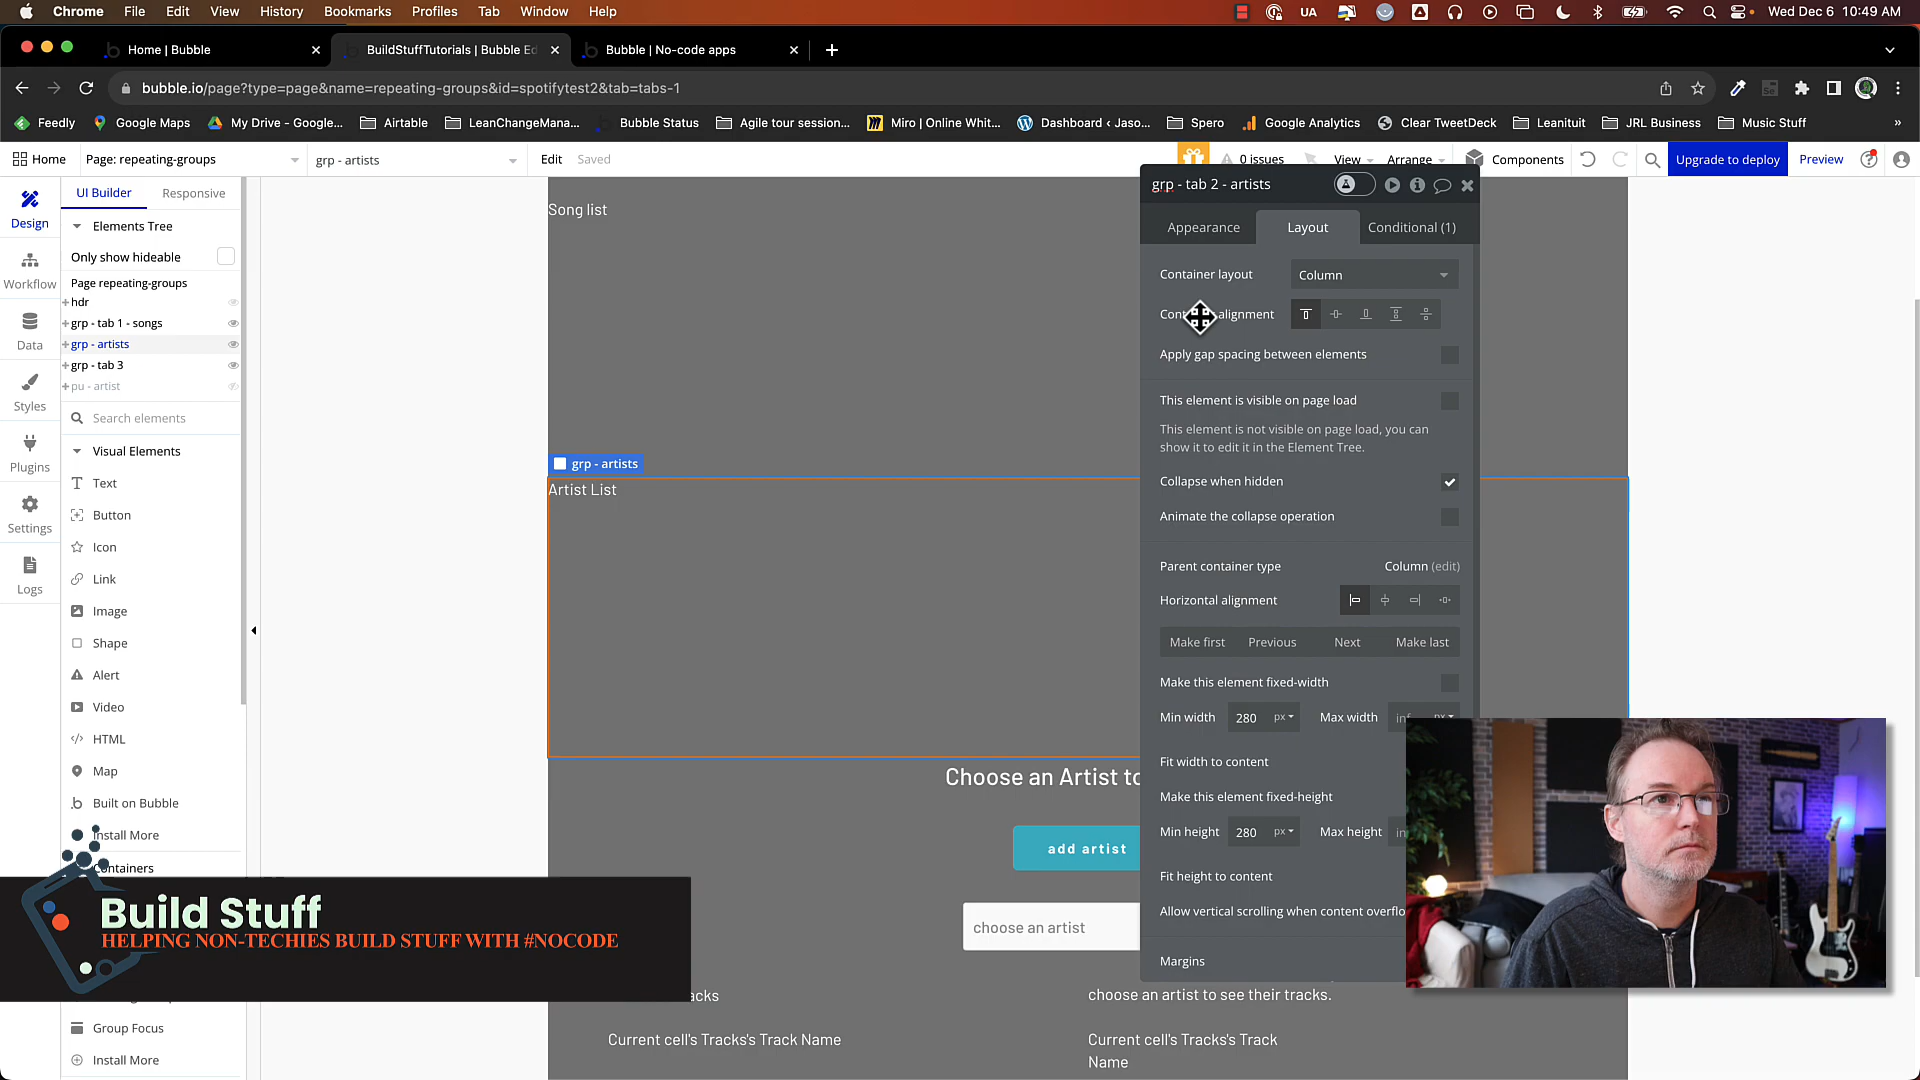 Chrome File Edit View History Bookmarks Profiles Tab Window Help
UA Wed Dec 6 10:49 AM
Home | Bubble
BuildStuffTutorials | Bubble Ed
Bubble | No-code apps
bubble.io/page?type=page&name=repeating-groups&id=spotifytest2&tab=tabs-1
Feedly Google Maps My Drive - Google... Airtable LeanChangeMana... Bubble Status Agile tour session... Miro | Online Whit... Dashboard ‹ Jaso... Spero Google Analytics Clear TweetDeck Leanituit JRL Business Music Stuff »
Home Page: repeating-groups grp - artists Edit Saved 0 issues View Arrange Components Upgrade to deploy Preview
Design
Workflow
Data
Styles
Plugins
Settings
Logs
UI Builder Responsive
Elements Tree
Only show hideable
Page repeating-groups
hdr
grp - tab 1 - songs
grp - artists
grp - tab 3
pu - artist
Search elements
Visual Elements
Text
Button
Icon
Link
Image
Shape
Alert
Video
HTML
Map
Built on Bubble
Install More
Containers
Group Focus
Install More
Song list
grp - artists
Artist List
Choose an Artist to
add artist
choose an artist
acks
choose an artist to see their tracks.
Current cell's Tracks's Track Name
Current cell's Tracks's Track
Name
grp - tab 2 - artists
Appearance Layout Conditional (1)
Container layout Column
Cont alignment
Apply gap spacing between elements
This element is visible on page load
This element is not visible on page load, you can
show it to edit it in the Element Tree.
Collapse when hidden
Animate the collapse operation
Parent container type Column (edit)
Horizontal alignment
Make first Previous Next Make last
Make this element fixed-width
Min width 280 px Max width inf px
Fit width to content
Make this element fixed-height
Min height 280 px Max height in
Fit height to content
Allow vertical scrolling when content overflo
Margins
Build Stuff
HELPING NON-TECHIES BUILD STUFF WITH #NOCODE